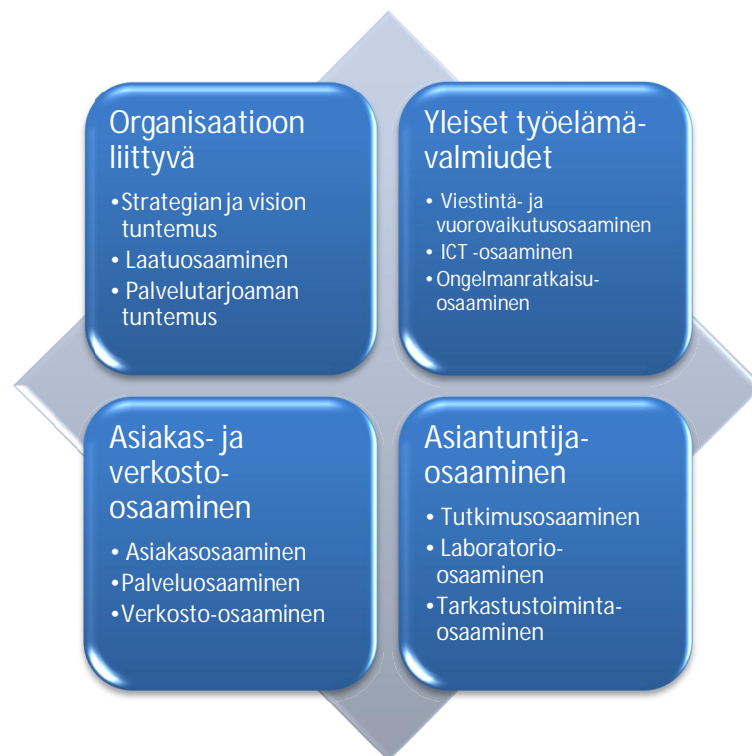 Organisaatioon
liittyvä
•Strategian ja vision
tuntemus
• Laatuosaaminen
• Palvelutarjoaman
tuntemus
Yleiset työelämä-
valmiudet
• Viestintä- ja
vuorovaikutusosaaminen
• ICT -osaaminen
•Ongelmanratkaisu-
osaaminen
Asiakas- ja
verkosto-
osaaminen
• Asiakasosaaminen
•Palveluosaaminen
•Verkosto-osaaminen
Asiantuntija-
osaaminen
• Tutkimusosaaminen
• Laboratorio-
osaaminen
•Tarkastustoiminta-
osaaminen